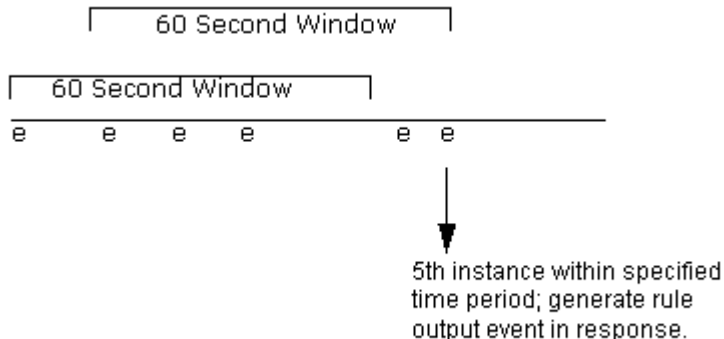 60 Second Window
60 Second Window
e e e e e e
5th instance within specified
time period; generate rule
output event in response.